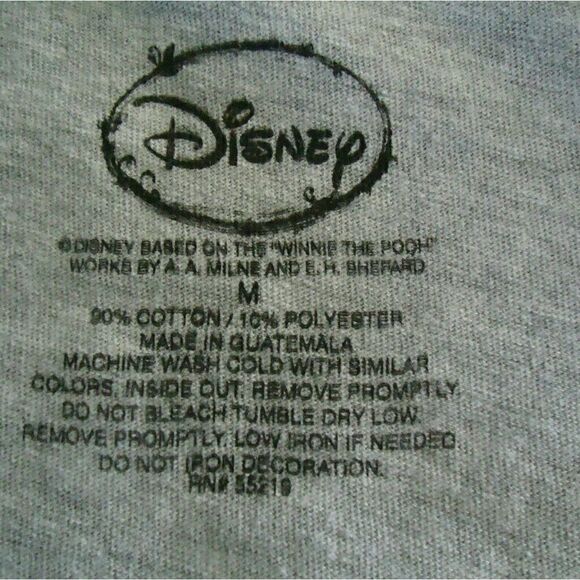 Disney
© DISNEY BASED ON THE "WINNIE THE POOH"
WORKS BY A. A. MILNE AND E. H. SHEPARD
M
90% COTTON / 10% POLYESTER
MADE IN GUATEMALA
MACHINE WASH COLD WITH SIMILAR
COLORS, INSIDE OUT. REMOVE PROMPTLY
DO NOT BLEACH TUMBLE DRY LOW
REMOVE PROMPTLY. LOW IRON IF NEEDED
DO NOT IRON DECORATION.
RN# 55219